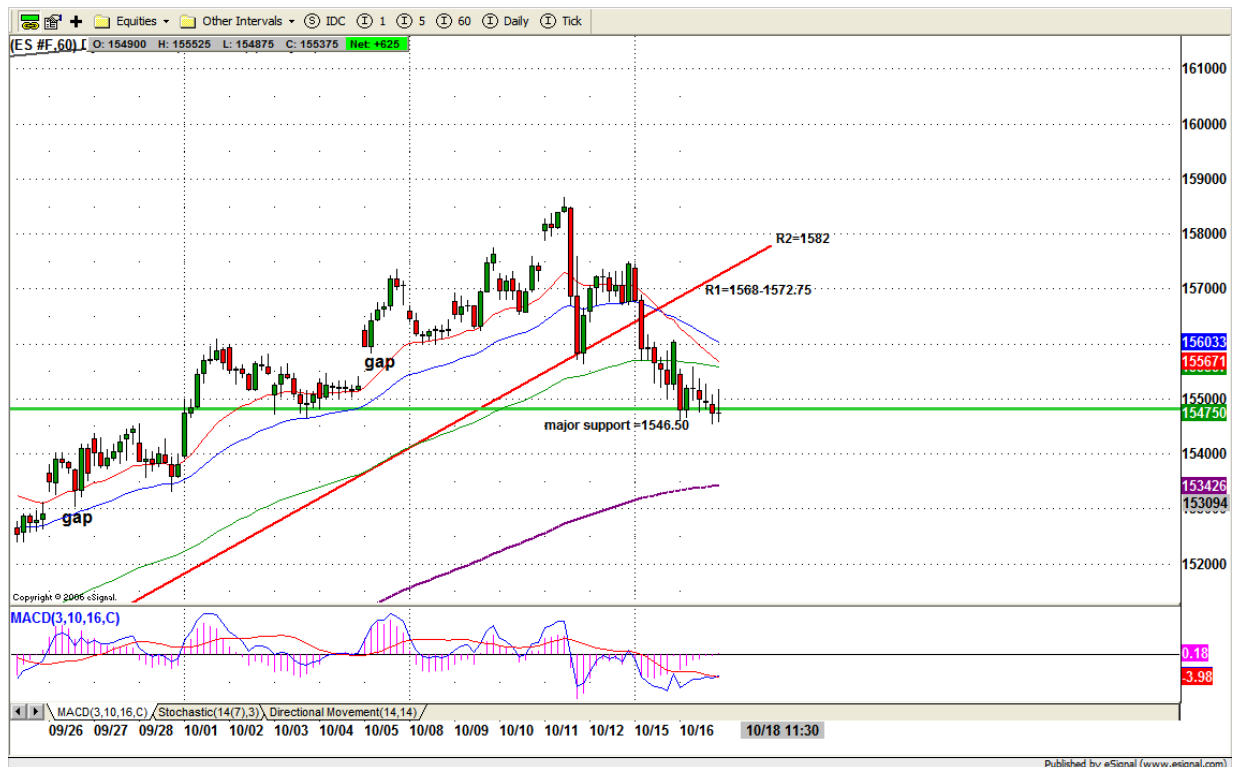 Equities Other Intervals S IDC I 1 I 5 I 60 I Daily I Tick
(ES #F,60) O: 154900 H: 155525 L: 154875 C: 155375 Net: +625
161000
160000
159000
158000
157000
156033
155671
155000
154750
154000
153426
153094
152000
R2=1582
R1=1568-1572.75
gap
major support =1546.50
gap
Copyright © 2006 eSignal.
MACD(3,10,16,C)
0.18
-3.98
MACD(3,10,16,C) Stochastic(14(7),3) Directional Movement(14,14)
09/26 09/27 09/28 10/01 10/02 10/03 10/04 10/05 10/08 10/09 10/10 10/11 10/12 10/15 10/16 10/18 11:30
Published by eSignal (www.esignal.com)